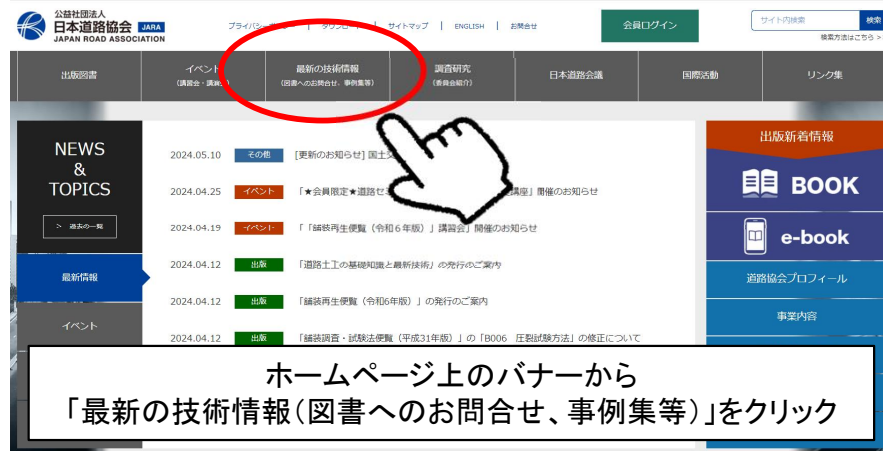 公益社団法人
日本道路協会 JARA
JAPAN ROAD ASSOCIATION
サイトマップ | ENGLISH | お問合せ
会員ログイン
サイト内検索 検索
検索方法はこちら >
出版図書
イベント
最新の技術情報
(図書へのお問合せ、事例集等)
調査研究
(委員会紹介)
日本道路会議
国際活動
リンク集
NEWS
&
TOPICS
> 過去の一覧
最新情報
イベント
2024.05.10 その他 [更新のお知らせ] 国土
2024.04.25 イベント 「★会員限定★道路セ 講座」開催のお知らせ
2024.04.19 イベント 「「舗装再生便覧(令和6年版)」講習会」開催のお知らせ
2024.04.12 出版 「道路土工の基礎知識と最新技術」の発行のご案内
2024.04.12 出版 「舗装再生便覧(令和6年版)」の発行のご案内
2024.04.12 出版 「舗装調査・試験法便覧(平成31年版)」の「B006 圧裂試験方法」の修正について
出版新着情報
BOOK
e-book
道路協会プロフィール
事業内容
ホームページ上のバナーから
「最新の技術情報(図書へのお問合せ、事例集等)」をクリック